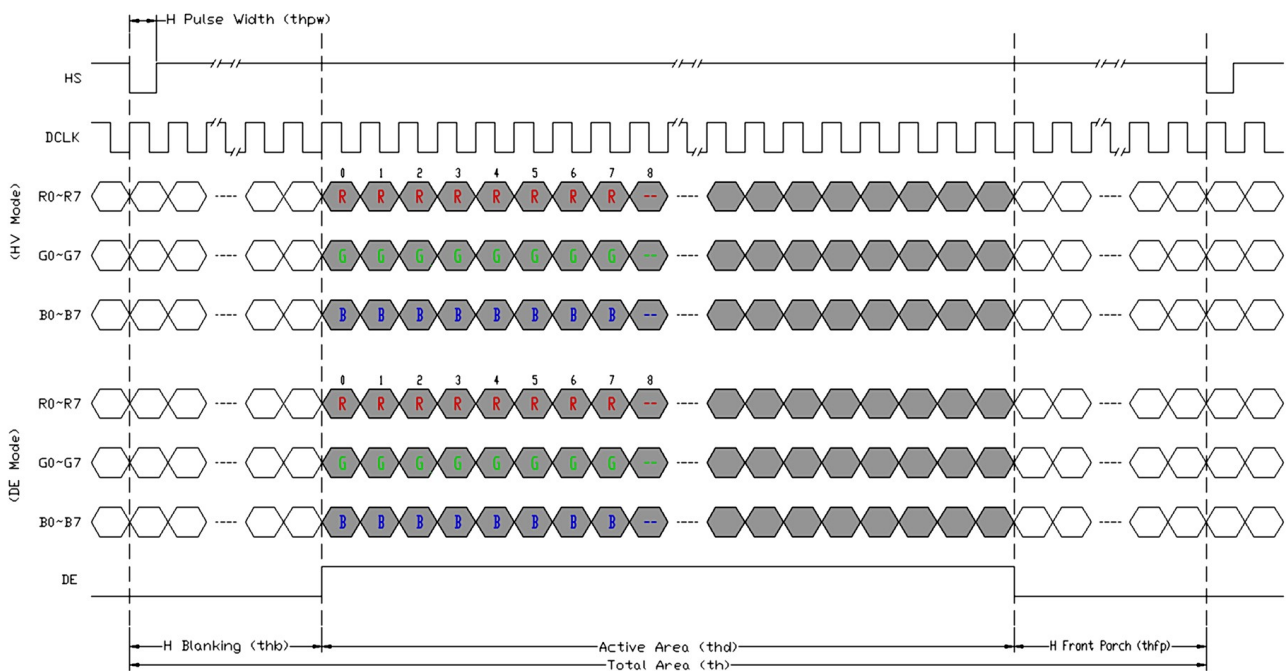 H Pulse Width (thpw)
HS
DCLK
(HV Mode)
0 1 2 3 4 5 6 7 8
R0~R7 R R R R R R R R -- ----
G0~G7 G G G G G G G G -- ----
B0~B7 B B B B B B B B -- ----
(DE Mode)
0 1 2 3 4 5 6 7 8
R0~R7 R R R R R R R R -- ----
G0~G7 G G G G G G G G -- ----
B0~B7 B B B B B B B B -- ----
DE
H Blanking (thb) Active Area (thd) H Front Porch (thfp)
Total Area (th)